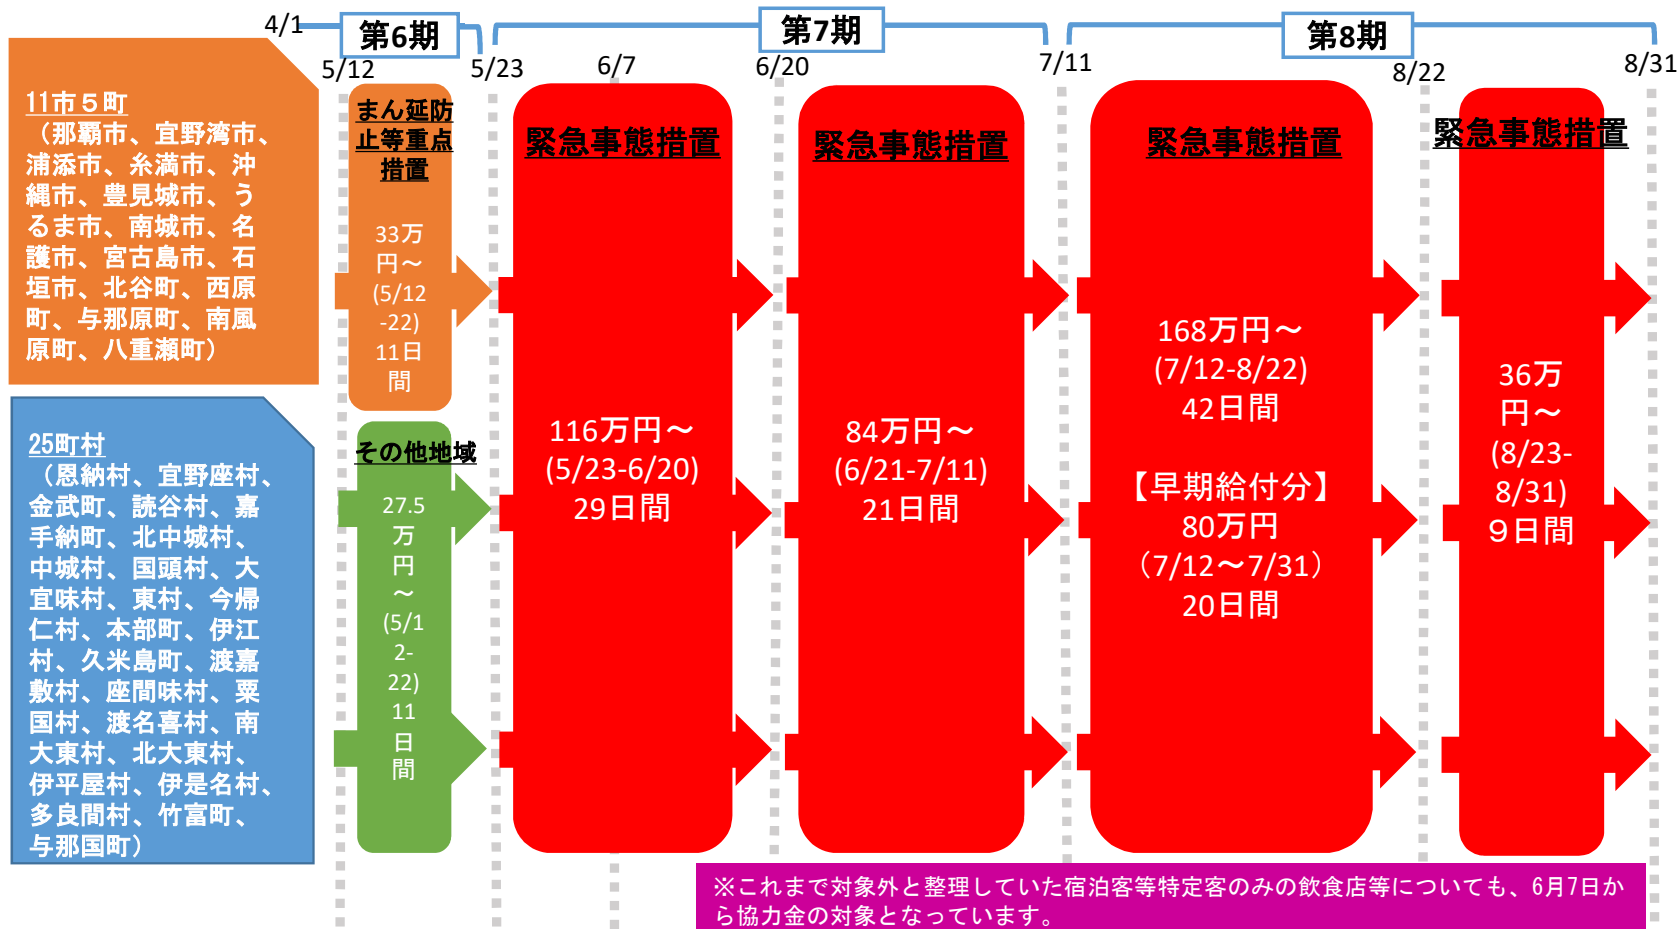 4/1
第6期
第7期
第8期
5/12
5/23
6/7
6/20
7/11
8/22
8/31
11市５町
（那覇市、宜野湾市、
浦添市、糸満市、沖
縄市、豊見城市、う
るま市、南城市、名
護市、宮古島市、石
垣市、北谷町、西原
町、与那原町、南風
原町、八重瀬町）
25町村
（恩納村、宜野座村、
金武町、読谷村、嘉
手納町、北中城村、
中城村、国頭村、大
宜味村、東村、今帰
仁村、本部町、伊江
村、久米島町、渡嘉
敷村、座間味村、粟
国村、渡名喜村、南
大東村、北大東村、
伊平屋村、伊是名村、
多良間村、竹富町、
与那国町）
まん延防
止等重点
措置
33万
円～
(5/12
-22)
11日
間
その他地域
27.5
万
円
～
(5/1
2-
22)
11
日
間
緊急事態措置
116万円～
(5/23-6/20)
29日間
緊急事態措置
84万円～
(6/21-7/11)
21日間
緊急事態措置
168万円～
(7/12-8/22)
42日間
【早期給付分】
80万円
（7/12～7/31）
20日間
緊急事態措置
36万
円～
(8/23-
8/31)
９日間
※これまで対象外と整理していた宿泊客等特定客のみの飲食店等についても、6月7日か
ら協力金の対象となっています。